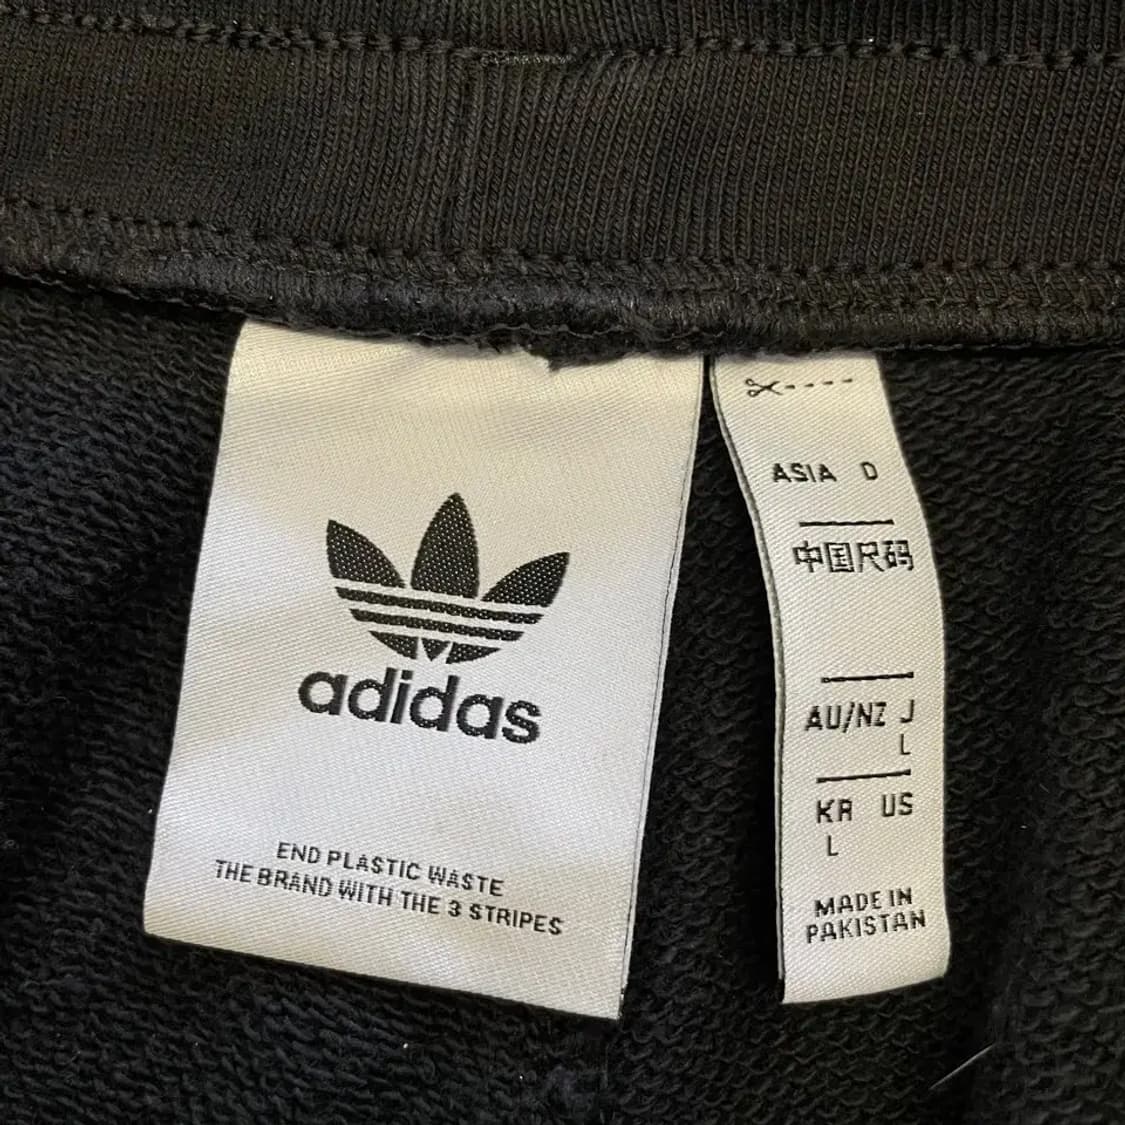 adidas
END PLASTIC WASTE
THE BRAND WITH THE 3 STRIPES
ASIA D
中国尺码
AU/NZ J
L
KR US
L
MADE IN
PAKISTAN